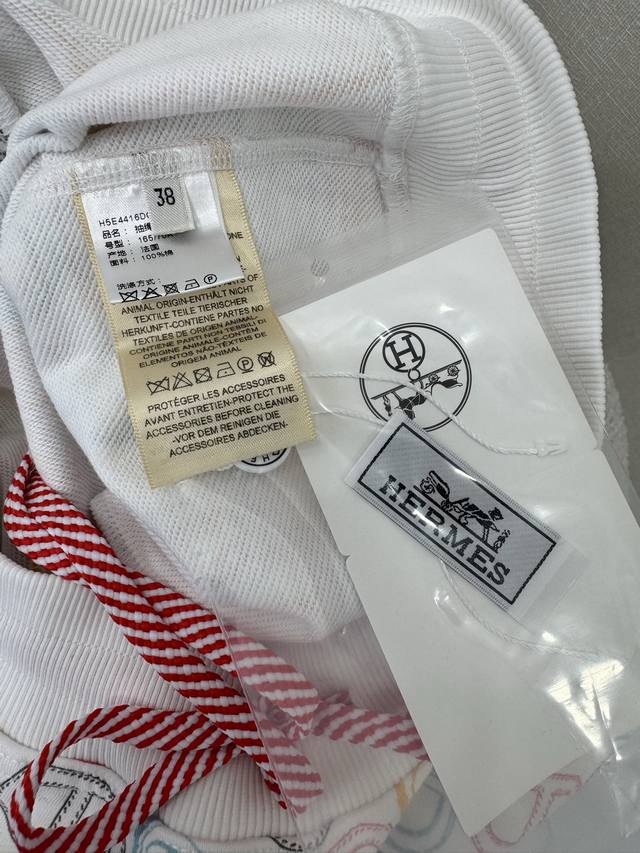 38
H5E4416D
品名：抽绳
号型：165/
产地：法国
面料：100%棉
洗涤方式：
ONE
PARTS OF
ANIMAL ORIGIN-ENTHÄLT NICHT
TEXTILE TEILE TIERISCHER
HERKUNFT-CONTIENE PARTES NO
TEXTILES DE ORIGEN ANIMAL-
CONTIENE PARTI NON TESSILI DI
ORIGINE ANIMALE-CONTÉM
ELEMENTOS NÃO-TÊXTEIS DE
ORIGEM ANIMAL
PROTÉGER LES ACCESSOIRES
AVANT ENTRETIEN-PROTECT THE
ACCESSORIES BEFORE CLEANING
-VOR DEM REINIGEN DIE
ACCESSOIRES ABDECKEN-
H
HERMES